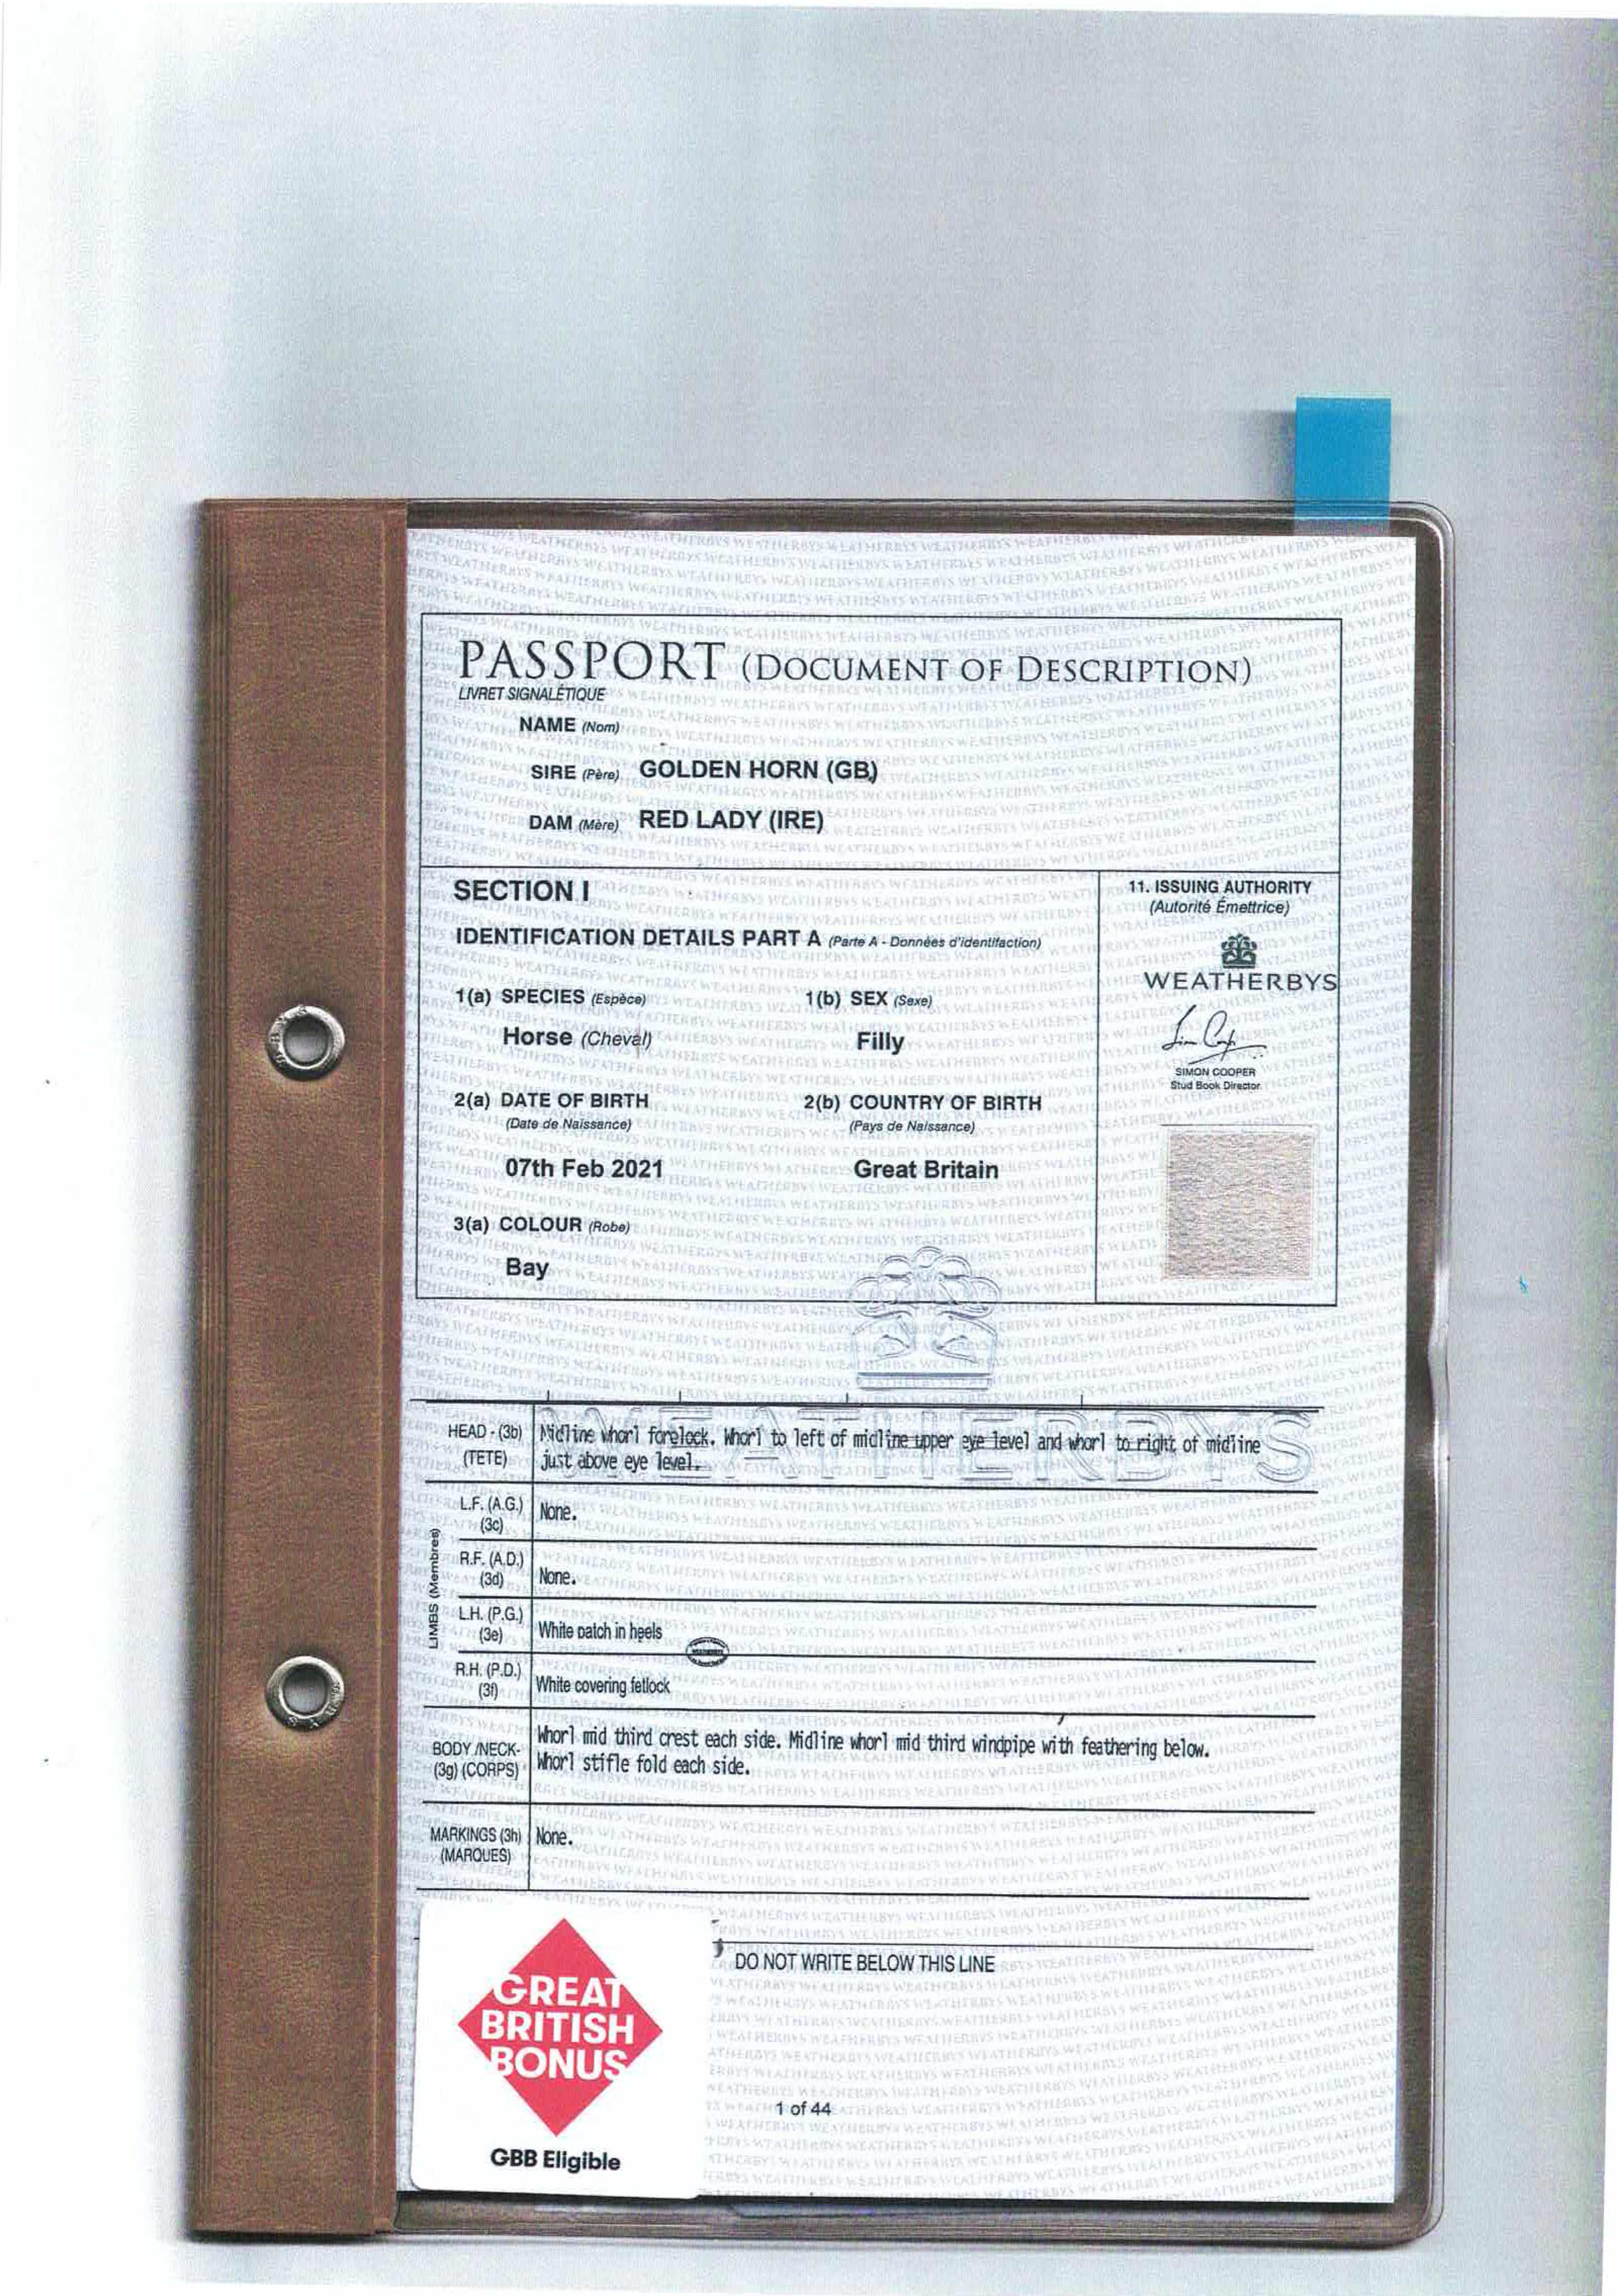 PASSPORT (DOCUMENT OF DESCRIPTION)
LIVRET SIGNALÉTIQUE
NAME (Nom)
SIRE (Père) GOLDEN HORN (GB)
DAM (Mère) RED LADY (IRE)
SECTION I
IDENTIFICATION DETAILS PART A (Parte A - Données d'identifaction)
1(a) SPECIES (Espèce) 1(b) SEX (Sexe)
Horse (Cheval) Filly
2(a) DATE OF BIRTH 2(b) COUNTRY OF BIRTH
(Date de Naissance) (Pays de Naissance)
07th Feb 2021 Great Britain
3(a) COLOUR (Robe)
Bay
11. ISSUING AUTHORITY
(Autorité Émettrice)
WEATHERBYS
SIMON COOPER
Stud Book Director
WEATHERBYS
HEAD - (3b) Midline whorl forelock. Whorl to left of midline upper eye level and whorl to right of midline
(TETE) just above eye level.
LIMBS (Membres)
L.F. (A.G.) None.
(3c)
R.F. (A.D.) None.
(3d)
L.H. (P.G.) White patch in heels
(3e)
R.H. (P.D.) White covering fetlock
(3f)
BODY /NECK- Whorl mid third crest each side. Midline whorl mid third windpipe with feathering below.
(3g) (CORPS) Whorl stifle fold each side.
MARKINGS (3h) None.
(MARQUES)
DO NOT WRITE BELOW THIS LINE
GREAT
BRITISH
BONUS
GBB Eligible
1 of 44